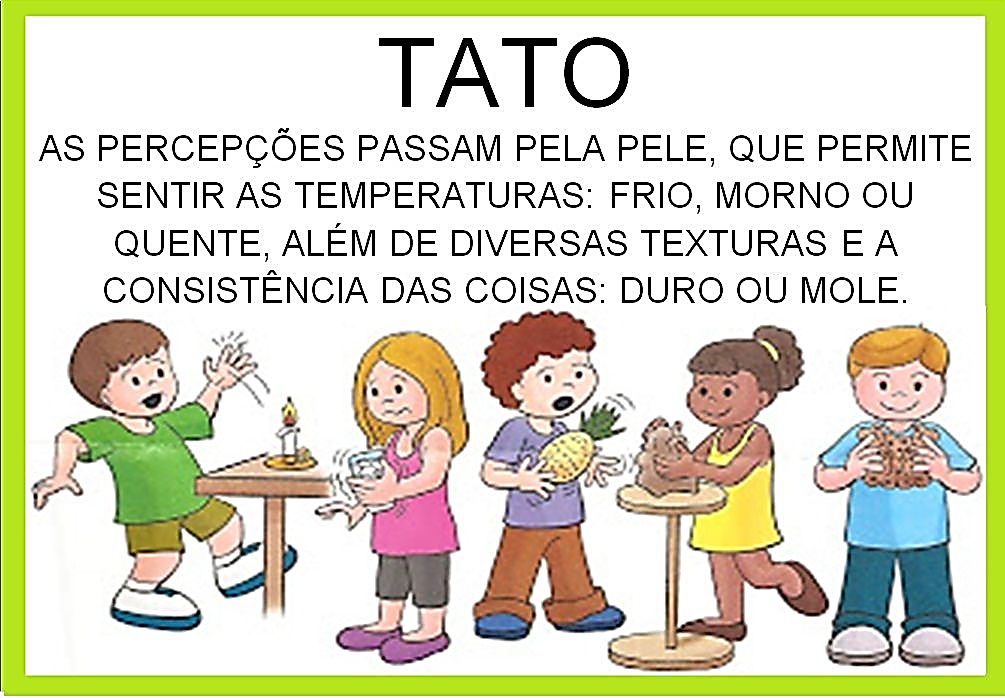 TATO
AS PERCEPÇÕES PASSAM PELA PELE, QUE PERMITE
SENTIR AS TEMPERATURAS: FRIO, MORNO OU
QUENTE, ALÉM DE DIVERSAS TEXTURAS E A
CONSISTÊNCIA DAS COISAS: DURO OU MOLE.